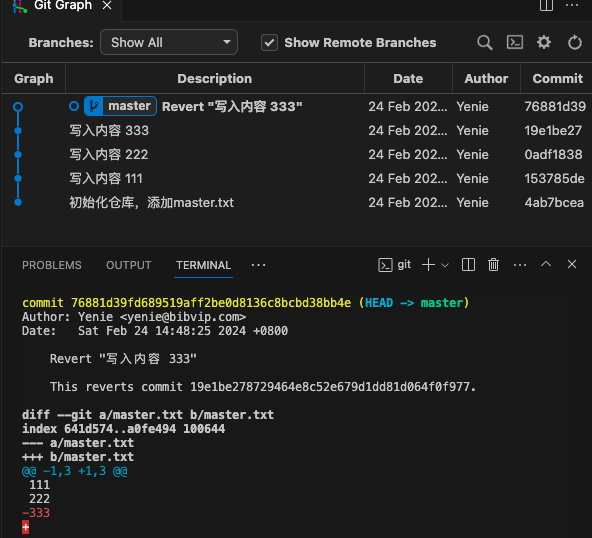 Git Graph
Branches: Show All Show Remote Branches
Graph Description Date Author Commit
master Revert "写入内容 333" 24 Feb 202... Yenie 76881d39
写入内容 333 24 Feb 202... Yenie 19e1be27
写入内容 222 24 Feb 202... Yenie 0adf1838
写入内容 111 24 Feb 202... Yenie 153785de
初始化仓库，添加master.txt 24 Feb 202... Yenie 4ab7bcea
PROBLEMS OUTPUT TERMINAL ··· git
commit 76881d39fd689519aff2be0d8136c8bcbd38bb4e (HEAD -> master)
Author: Yenie <yenie@bibvip.com>
Date: Sat Feb 24 14:48:25 2024 +0800
Revert "写入内容 333"
This reverts commit 19e1be278729464e8c52e679d1dd81d064f0f977.
diff --git a/master.txt b/master.txt
index 641d574..a0fe494 100644
--- a/master.txt
+++ b/master.txt
@@ -1,3 +1,3 @@
111
222
-333
+